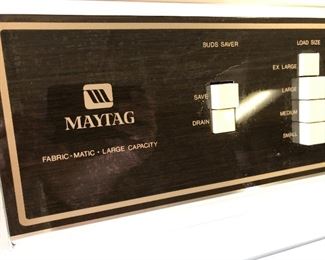 SUDS SAVER
LOAD SIZE
EX LARGE
SAVE
LARGE
DRAIN
MEDIUM
SMALL
MAYTAG
FABRIC-MATIC • LARGE CAPACITY